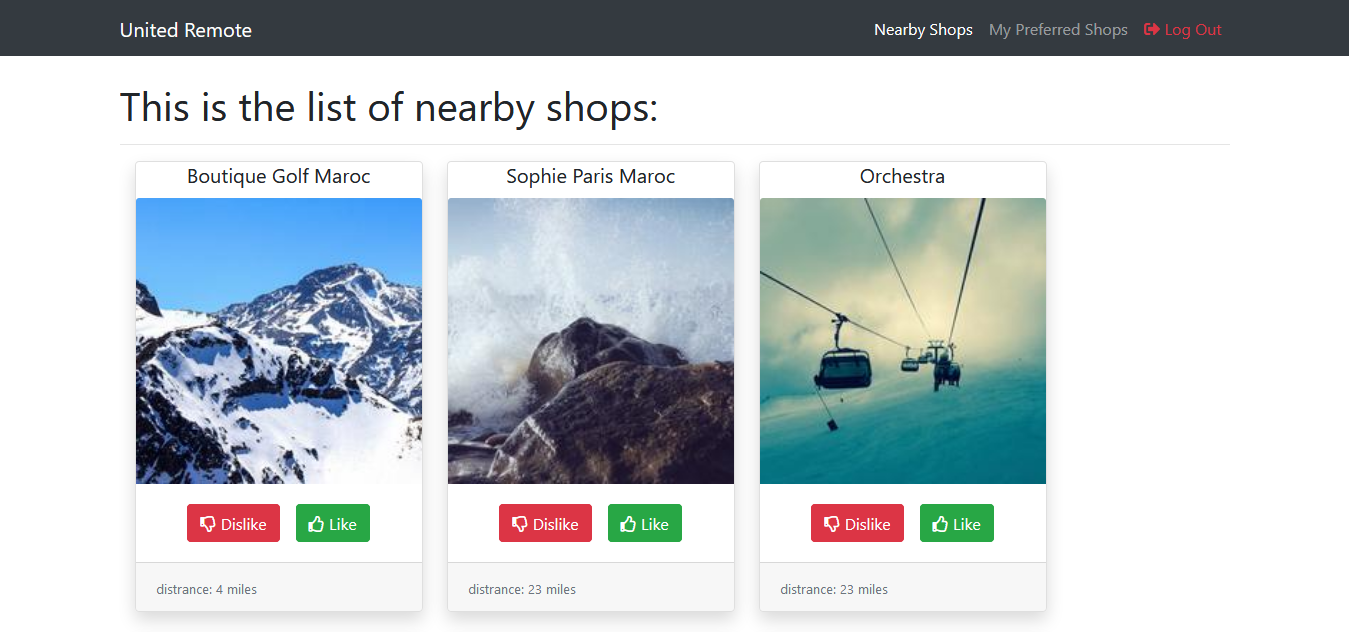 United Remote
Nearby Shops
My Preferred Shops
Log Out
This is the list of nearby shops:
Boutique Golf Maroc
Sophie Paris Maroc
Orchestra
Dislike
Like
Dislike
Like
Dislike
Like
distrance: 4 miles
distrance: 23 miles
distrance: 23 miles